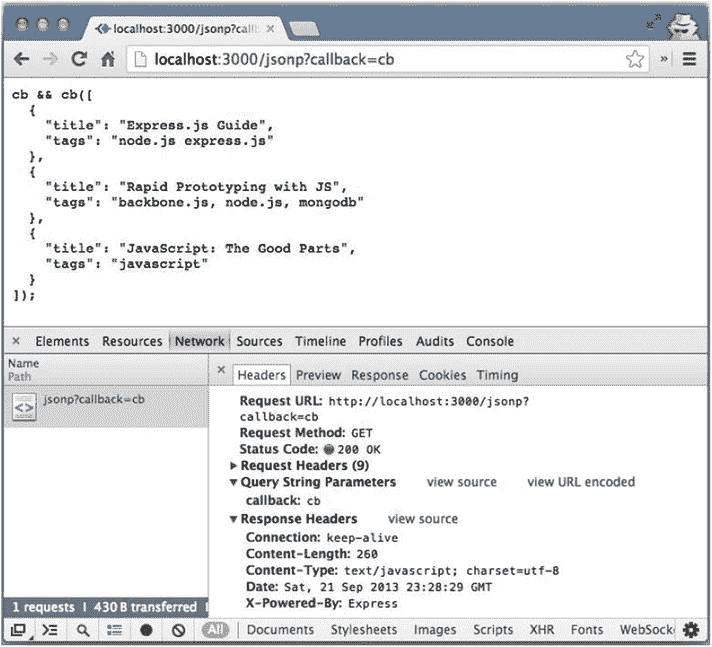 localhost:3000/jsonp?call
localhost:3000/jsonp?callback=cb
cb && cb([
  {
    "title": "Express.js Guide",
    "tags": "node.js express.js"
  },
  {
    "title": "Rapid Prototyping with JS",
    "tags": "backbone.js, node.js, mongodb"
  },
  {
    "title": "JavaScript: The Good Parts",
    "tags": "javascript"
  }
]);
× Elements Resources Network Sources Timeline Profiles Audits Console
Name
Path
jsonp?callback=cb
× Headers Preview Response Cookies Timing
Request URL: http://localhost:3000/jsonp?
callback=cb
Request Method: GET
Status Code: 200 OK
Request Headers (9)
Query String Parameters view source view URL encoded
callback: cb
Response Headers view source
Connection: keep-alive
Content-Length: 260
Content-Type: text/javascript; charset=utf-8
Date: Sat, 21 Sep 2013 23:28:29 GMT
X-Powered-By: Express
1 requests | 430 B transferred |
All Documents Stylesheets Images Scripts XHR Fonts WebSock